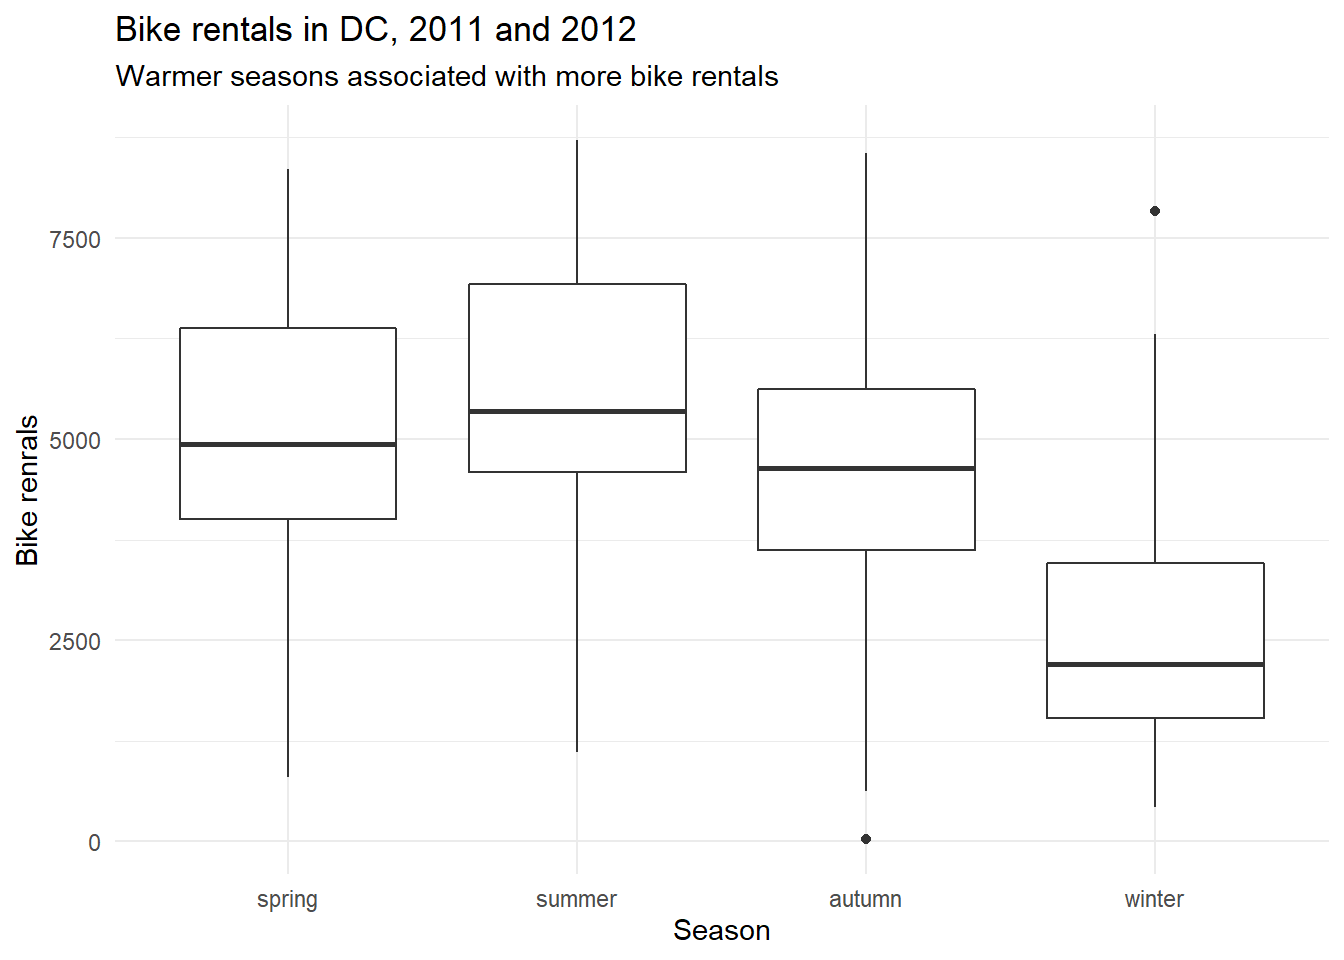 Bike rentals in DC, 2011 and 2012
Warmer seasons associated with more bike rentals
Bike renrals
7500
5000
2500
0
spring summer autumn winter
Season